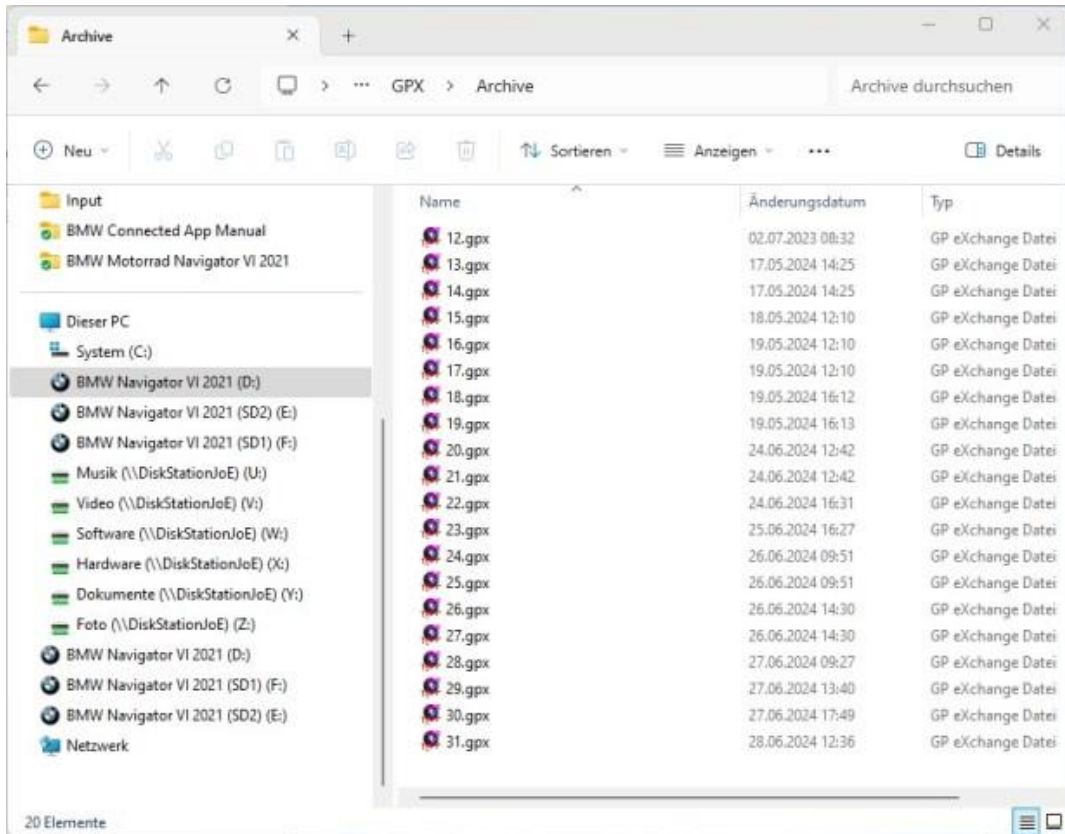 Archive
GPX > Archive
Archive durchsuchen
Neu
Sortieren
Anzeigen
Details
Input
BMW Connected App Manual
BMW Motorrad Navigator VI 2021
Dieser PC
System (C:)
BMW Navigator VI 2021 (D:)
BMW Navigator VI 2021 (SD2) (E:)
BMW Navigator VI 2021 (SD1) (F:)
Musik (\\DiskStationJoE) (U:)
Video (\\DiskStationJoE) (V:)
Software (\\DiskStationJoE) (W:)
Hardware (\\DiskStationJoE) (X:)
Dokumente (\\DiskStationJoE) (Y:)
Foto (\\DiskStationJoE) (Z:)
BMW Navigator VI 2021 (D:)
BMW Navigator VI 2021 (SD1) (F:)
BMW Navigator VI 2021 (SD2) (E:)
Netzwerk
Name Änderungsdatum Typ
12.gpx 02.07.2023 08:32 GP eXchange Datei
13.gpx 17.05.2024 14:25 GP eXchange Datei
14.gpx 17.05.2024 14:25 GP eXchange Datei
15.gpx 18.05.2024 12:10 GP eXchange Datei
16.gpx 19.05.2024 12:10 GP eXchange Datei
17.gpx 19.05.2024 12:10 GP eXchange Datei
18.gpx 19.05.2024 16:12 GP eXchange Datei
19.gpx 19.05.2024 16:13 GP eXchange Datei
20.gpx 24.06.2024 12:42 GP eXchange Datei
21.gpx 24.06.2024 12:42 GP eXchange Datei
22.gpx 24.06.2024 16:31 GP eXchange Datei
23.gpx 25.06.2024 16:27 GP eXchange Datei
24.gpx 26.06.2024 09:51 GP eXchange Datei
25.gpx 26.06.2024 09:51 GP eXchange Datei
26.gpx 26.06.2024 14:30 GP eXchange Datei
27.gpx 26.06.2024 14:30 GP eXchange Datei
28.gpx 27.06.2024 09:27 GP eXchange Datei
29.gpx 27.06.2024 13:40 GP eXchange Datei
30.gpx 27.06.2024 17:49 GP eXchange Datei
31.gpx 28.06.2024 12:36 GP eXchange Datei
20 Elemente